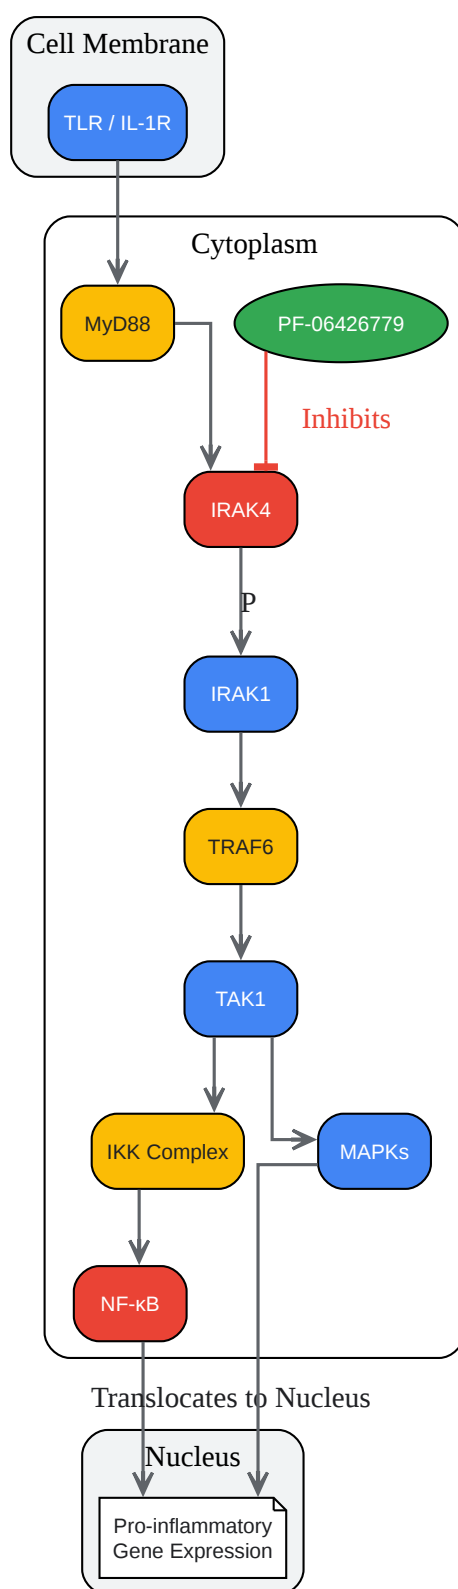 Cell Membrane
TLR / IL-1R
Cytoplasm
MyD88
PF-06426779
Inhibits
IRAK4
P
IRAK1
TRAF6
TAK1
IKK Complex
MAPKs
NF-κB
Translocates to Nucleus
Nucleus
Pro-inflammatory
Gene Expression